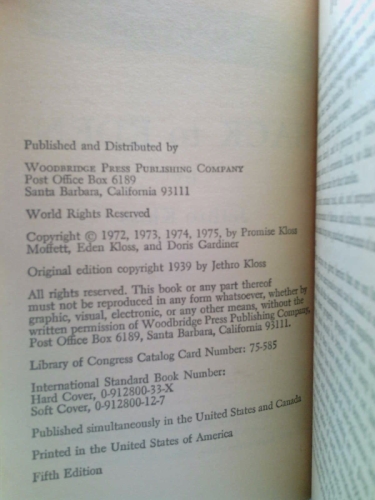 Published and Distributed by
WOODBRIDGE PRESS PUBLISHING COMPANY
Post Office Box 6189
Santa Barbara, California 93111
World Rights Reserved
Copyright © 1972, 1973, 1974, 1975, by Promise Kloss
Moffett, Eden Kloss, and Doris Gardiner
Original edition copyright 1939 by Jethro Kloss
All rights reserved. This book or any part thereof
must not be reproduced in any form whatsoever, whether by
graphic, visual, electronic, or any other means, without the
written permission of Woodbridge Press Publishing Company,
Post Office Box 6189, Santa Barbara, California 93111.
Library of Congress Catalog Card Number: 75-585
International Standard Book Number:
Hard Cover, 0-912800-33-X
Soft Cover, 0-912800-12-7
Published simultaneously in the United States and Canada
Printed in the United States of America
Fifth Edition